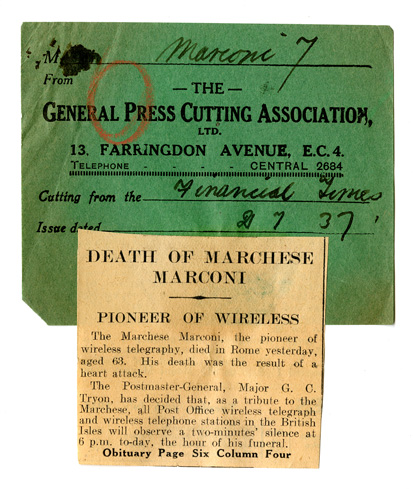 Marconi 7
From
— THE —
GENERAL PRESS CUTTING ASSOCIATION,
LTD.
13, FARRINGDON AVENUE, E.C.4.
TELEPHONE - - - CENTRAL 2684
Cutting from the Financial Times
Issue dated 7 37
DEATH OF MARCHESE
MARCONI
PIONEER OF WIRELESS
The Marchese Marconi, the pioneer of
wireless telegraphy, died in Rome yesterday,
aged 63. His death was the result of a
heart attack.
The Postmaster-General, Major G. C.
Tryon, has decided that, as a tribute to the
Marchese, all Post Office wireless telegraph
and wireless telephone stations in the British
Isles will observe a two-minutes' silence at
6 p.m. to-day, the hour of his funeral.
Obituary Page Six Column Four